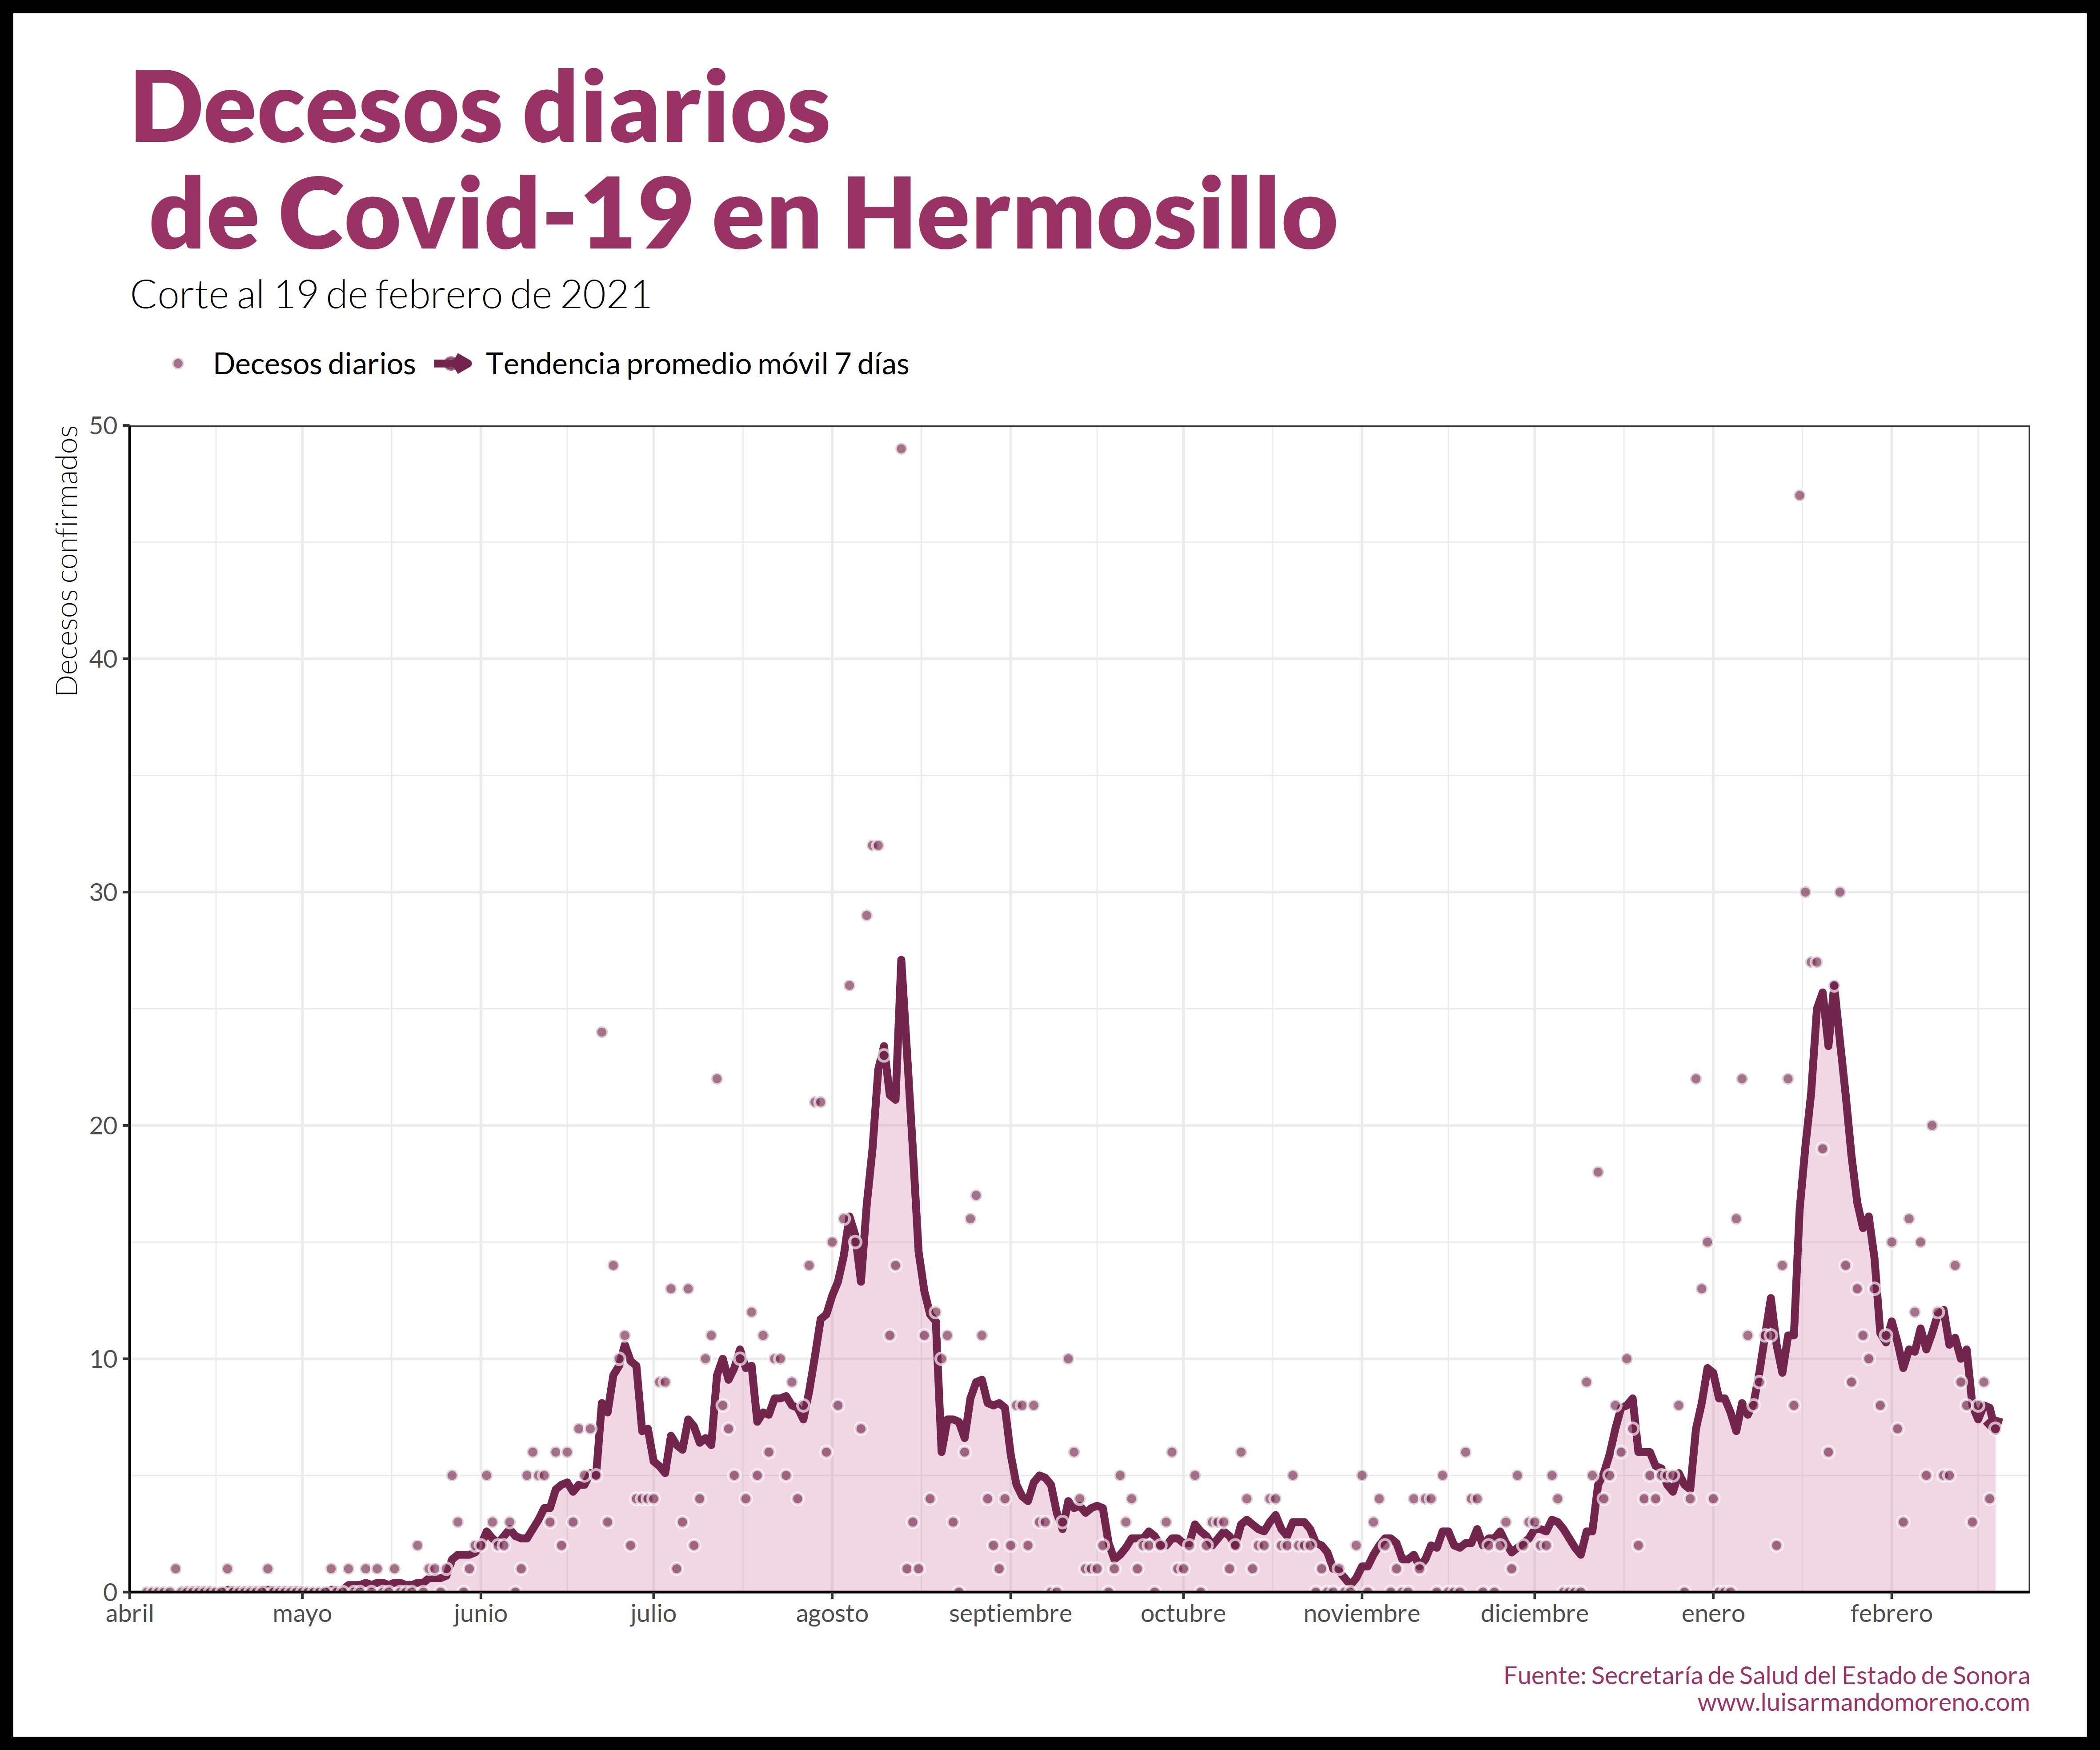 Decesos diarios
de Covid-19 en Hermosillo
Corte al 19 de febrero de 2021
Decesos diarios Tendencia promedio móvil 7 días
Decesos confirmados
50
40
30
20
10
0
abril mayo junio julio agosto septiembre octubre noviembre diciembre enero febrero
Fuente: Secretaría de Salud del Estado de Sonora
www.luisarmandomoreno.com